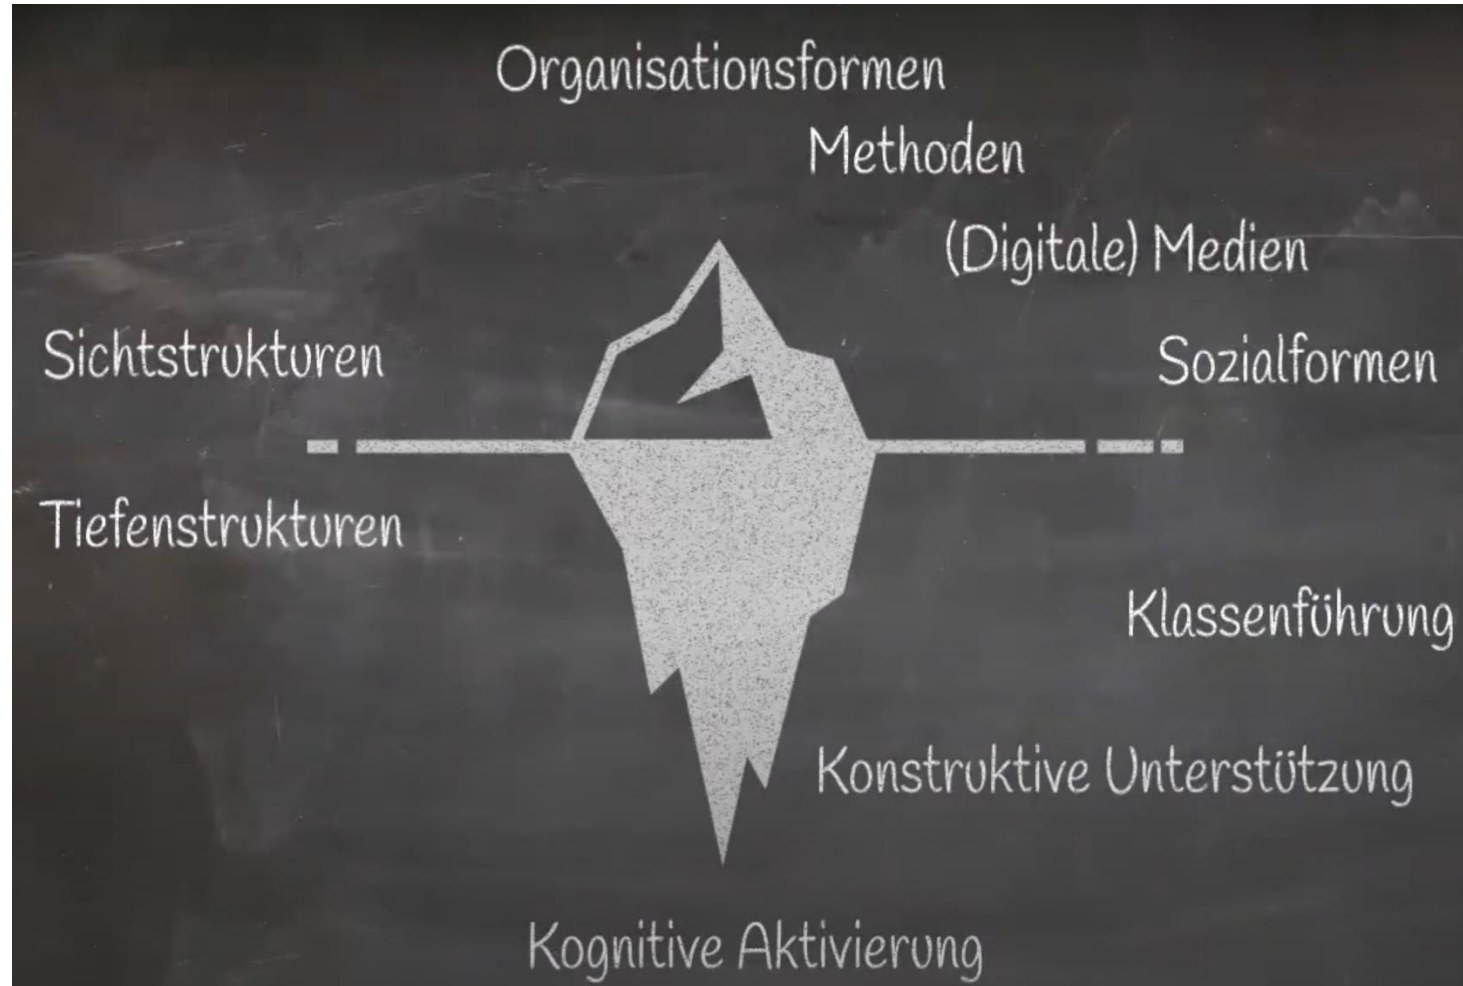 Organisationsformen
Methoden
(Digitale) Medien
Sichtstrukturen
Sozialformen
Tiefenstrukturen
Klassenführung
Konstruktive Unterstützung
Kognitive Aktivierung